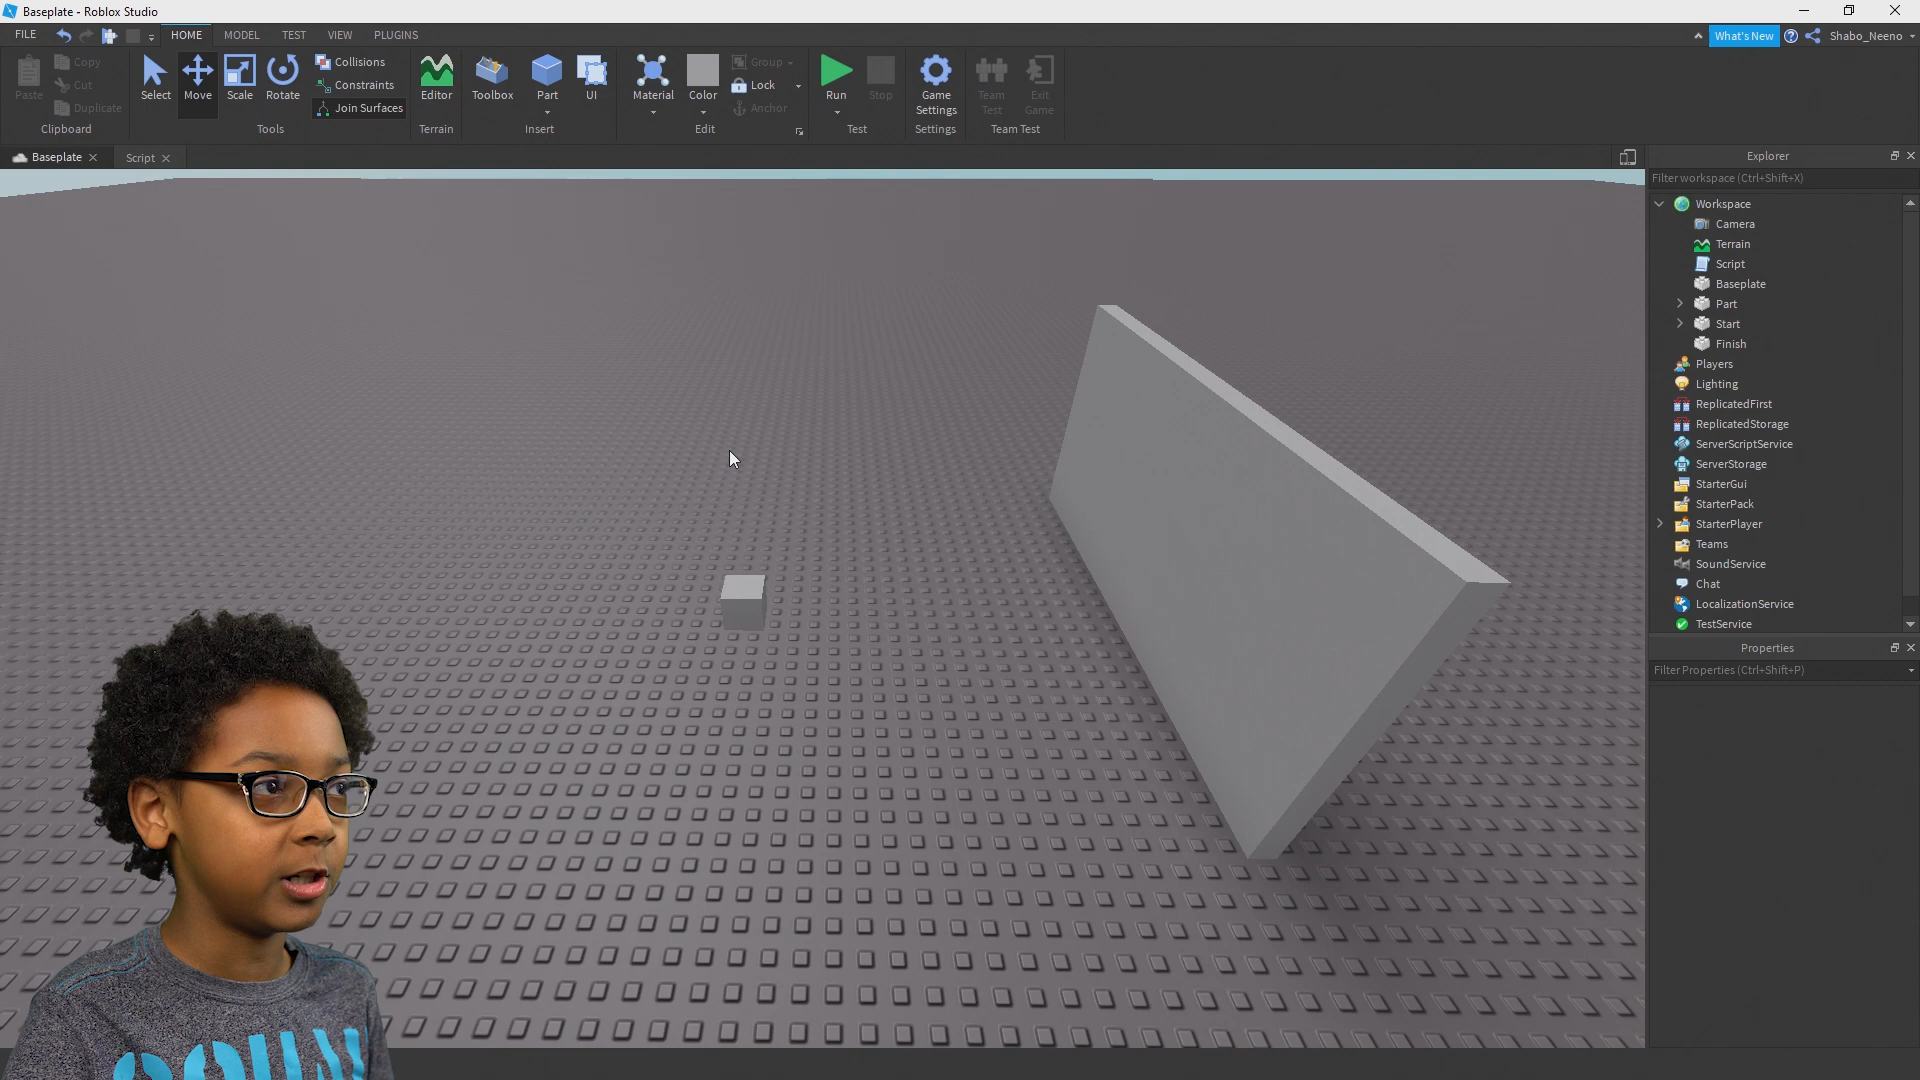 Baseplate - Roblox Studio
FILE HOME MODEL TEST VIEW PLUGINS What's New Shabo_Neeno
Paste Copy Cut Duplicate Clipboard
Select Move Scale Rotate Collisions Constraints Join Surfaces Tools
Editor Terrain
Toolbox Part UI Insert
Material Color Group Lock Anchor Edit
Run Stop Test
Game Settings Settings
Team Test Exit Game Team Test
Baseplate Script
Explorer
Filter workspace (Ctrl+Shift+X)
Workspace
Camera
Terrain
Script
Baseplate
Part
Start
Finish
Players
Lighting
ReplicatedFirst
ReplicatedStorage
ServerScriptService
ServerStorage
StarterGui
StarterPack
StarterPlayer
Teams
SoundService
Chat
LocalizationService
TestService
Properties
Filter Properties (Ctrl+Shift+P)